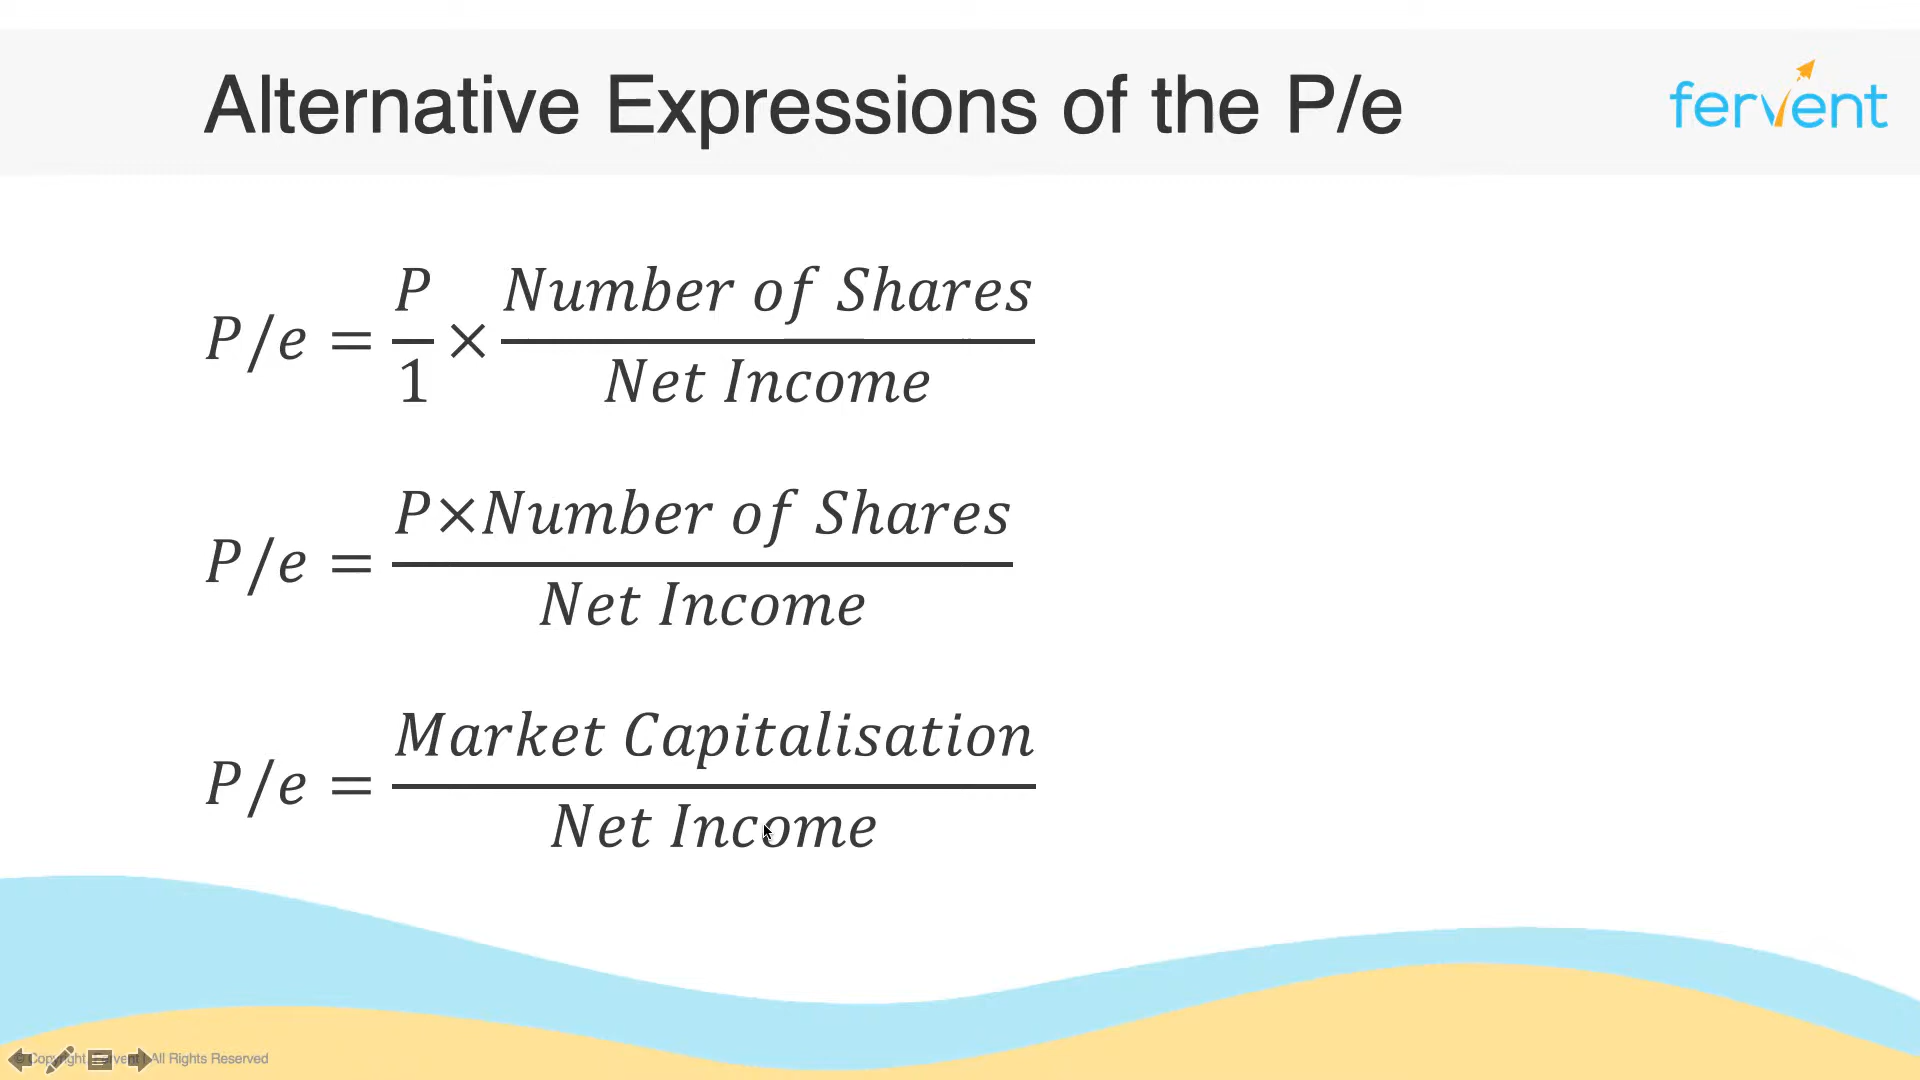 Alternative Expressions of the P/e
fervent
P/e = P/1 × Number of Shares/Net Income
P/e = P×Number of Shares/Net Income
P/e = Market Capitalisation/Net Income
© Copyright Fervent | All Rights Reserved